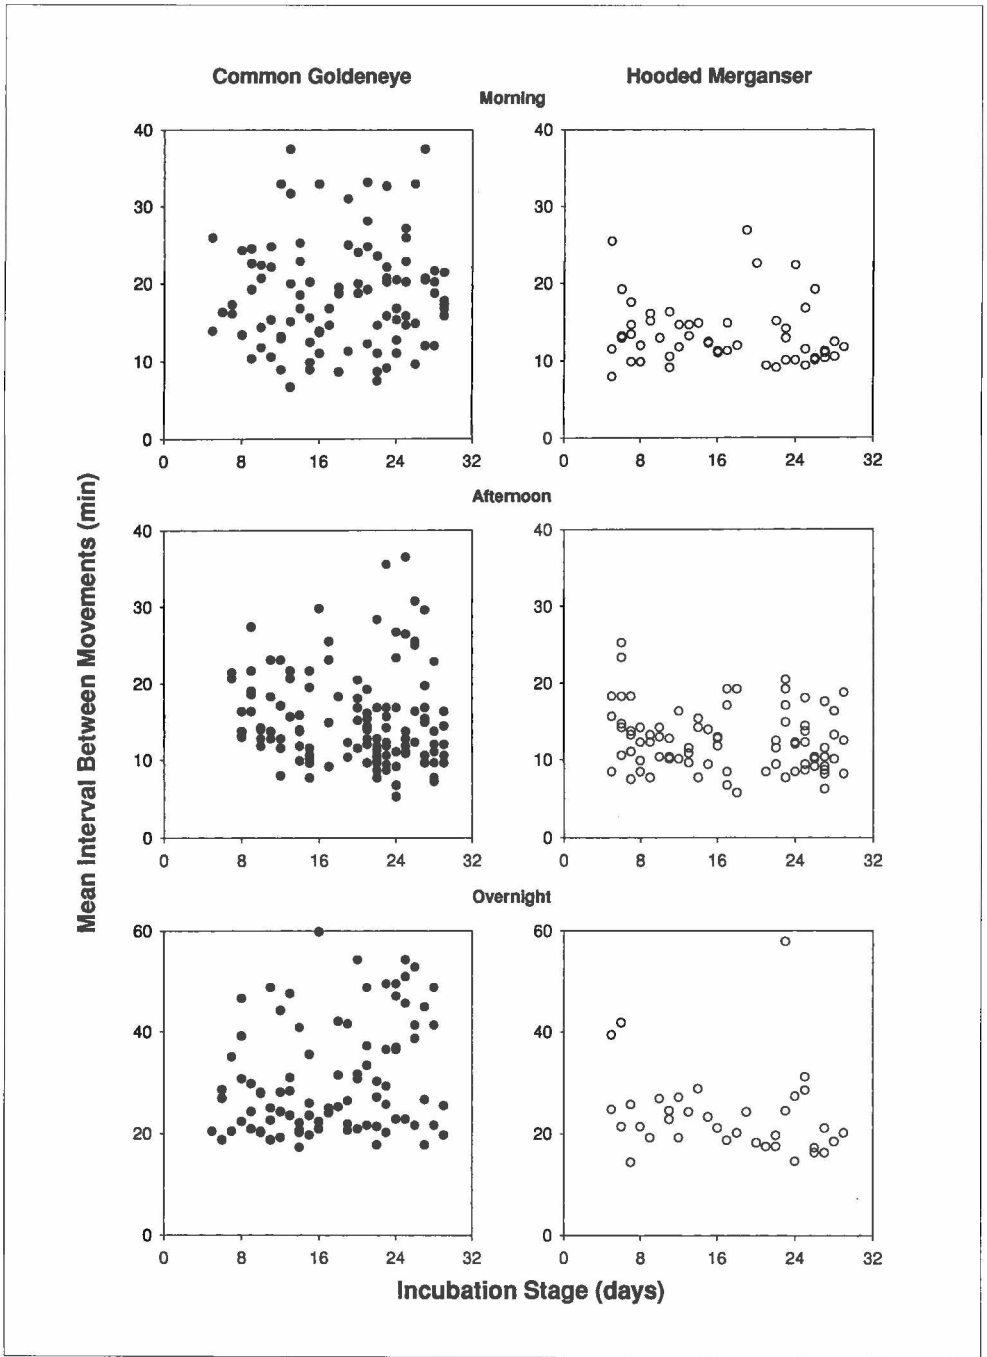 Common Goldeneye Hooded Merganser
Morning
40
30
20
10
0
0 8 16 24 32
40
30
20
10
0
0 8 16 24 32
Afternoon
40
30
20
10
0
0 8 16 24 32
40
30
20
10
0
0 8 16 24 32
Overnight
60
40
20
0
0 8 16 24 32
60
40
20
0
0 8 16 24 32
Mean Interval Between Movements (min)
Incubation Stage (days)